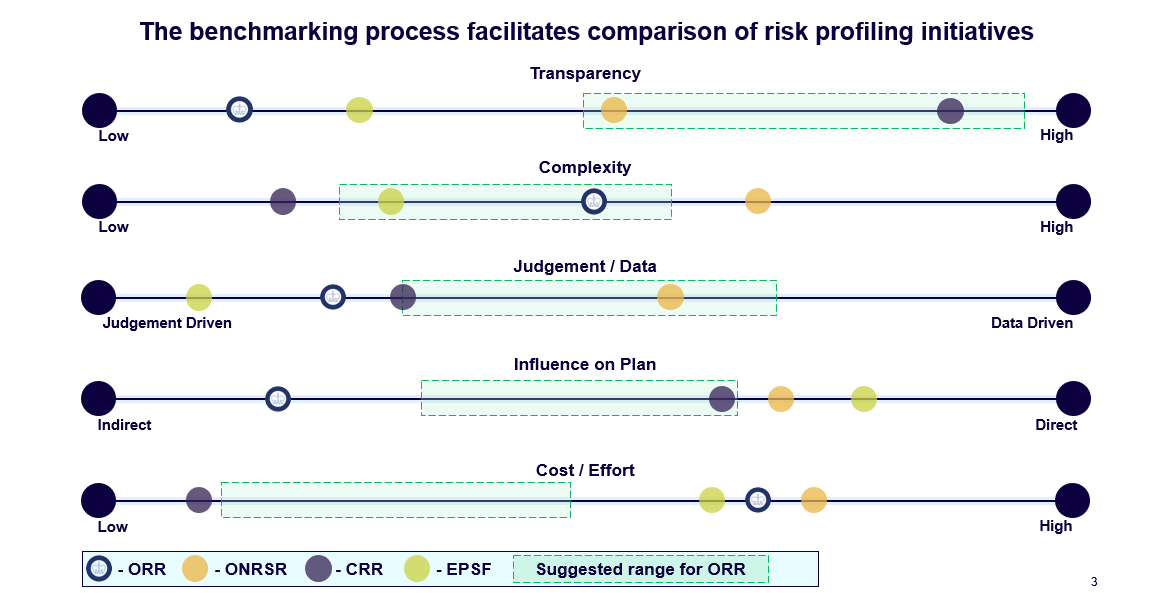 The benchmarking process facilitates comparison of risk profiling initiatives
Transparency
Low
High
Complexity
Low
High
Judgement / Data
Judgement Driven
Data Driven
Influence on Plan
Indirect
Direct
Cost / Effort
Low
High
- ORR - ONRSR - CRR - EPSF Suggested range for ORR
3